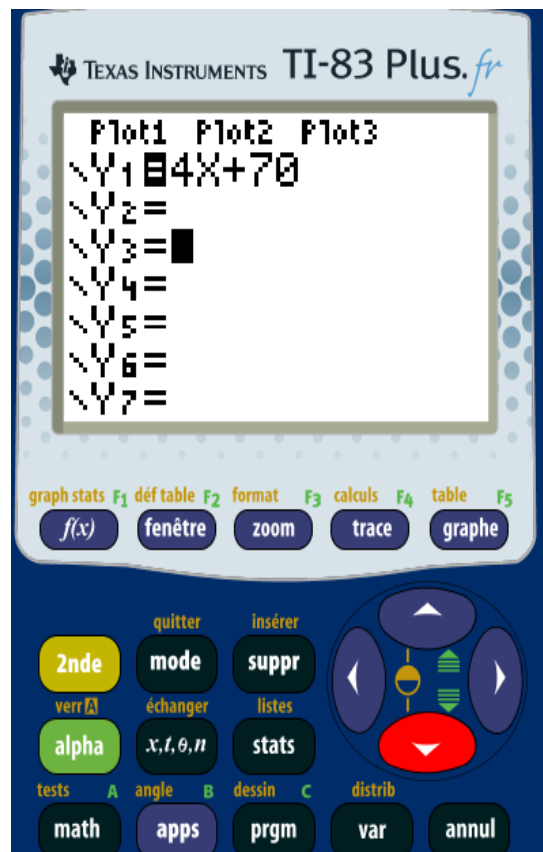 TEXAS INSTRUMENTS TI-83 Plus.fr
Plot1 Plot2 Plot3
\Y1=4X+70
\Y2=
\Y3=
\Y4=
\Y5=
\Y6=
\Y7=
graph stats F1 déf table F2 format F3 calculs F4 table F5
f(x) fenêtre zoom trace graphe
quitter insérer
2nde mode suppr
verr A échanger listes
alpha x,t,θ,n stats
tests A angle B dessin C distrib
math apps prgm var annul